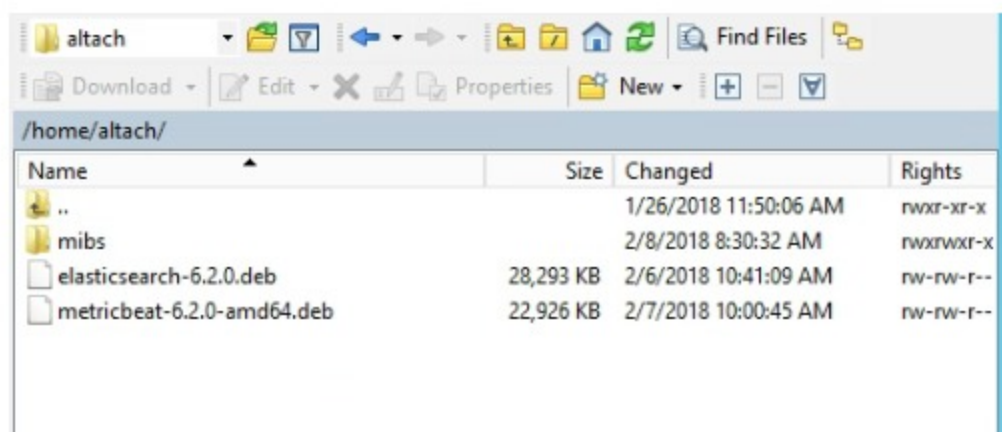 altach Find Files
Download Edit Properties New
/home/altach/
Name Size Changed Rights
.. 1/26/2018 11:50:06 AM rwxr-xr-x
mibs 2/8/2018 8:30:32 AM rwxrwxr-x
elasticsearch-6.2.0.deb 28,293 KB 2/6/2018 10:41:09 AM rw-rw-r--
metricbeat-6.2.0-amd64.deb 22,926 KB 2/7/2018 10:00:45 AM rw-rw-r--